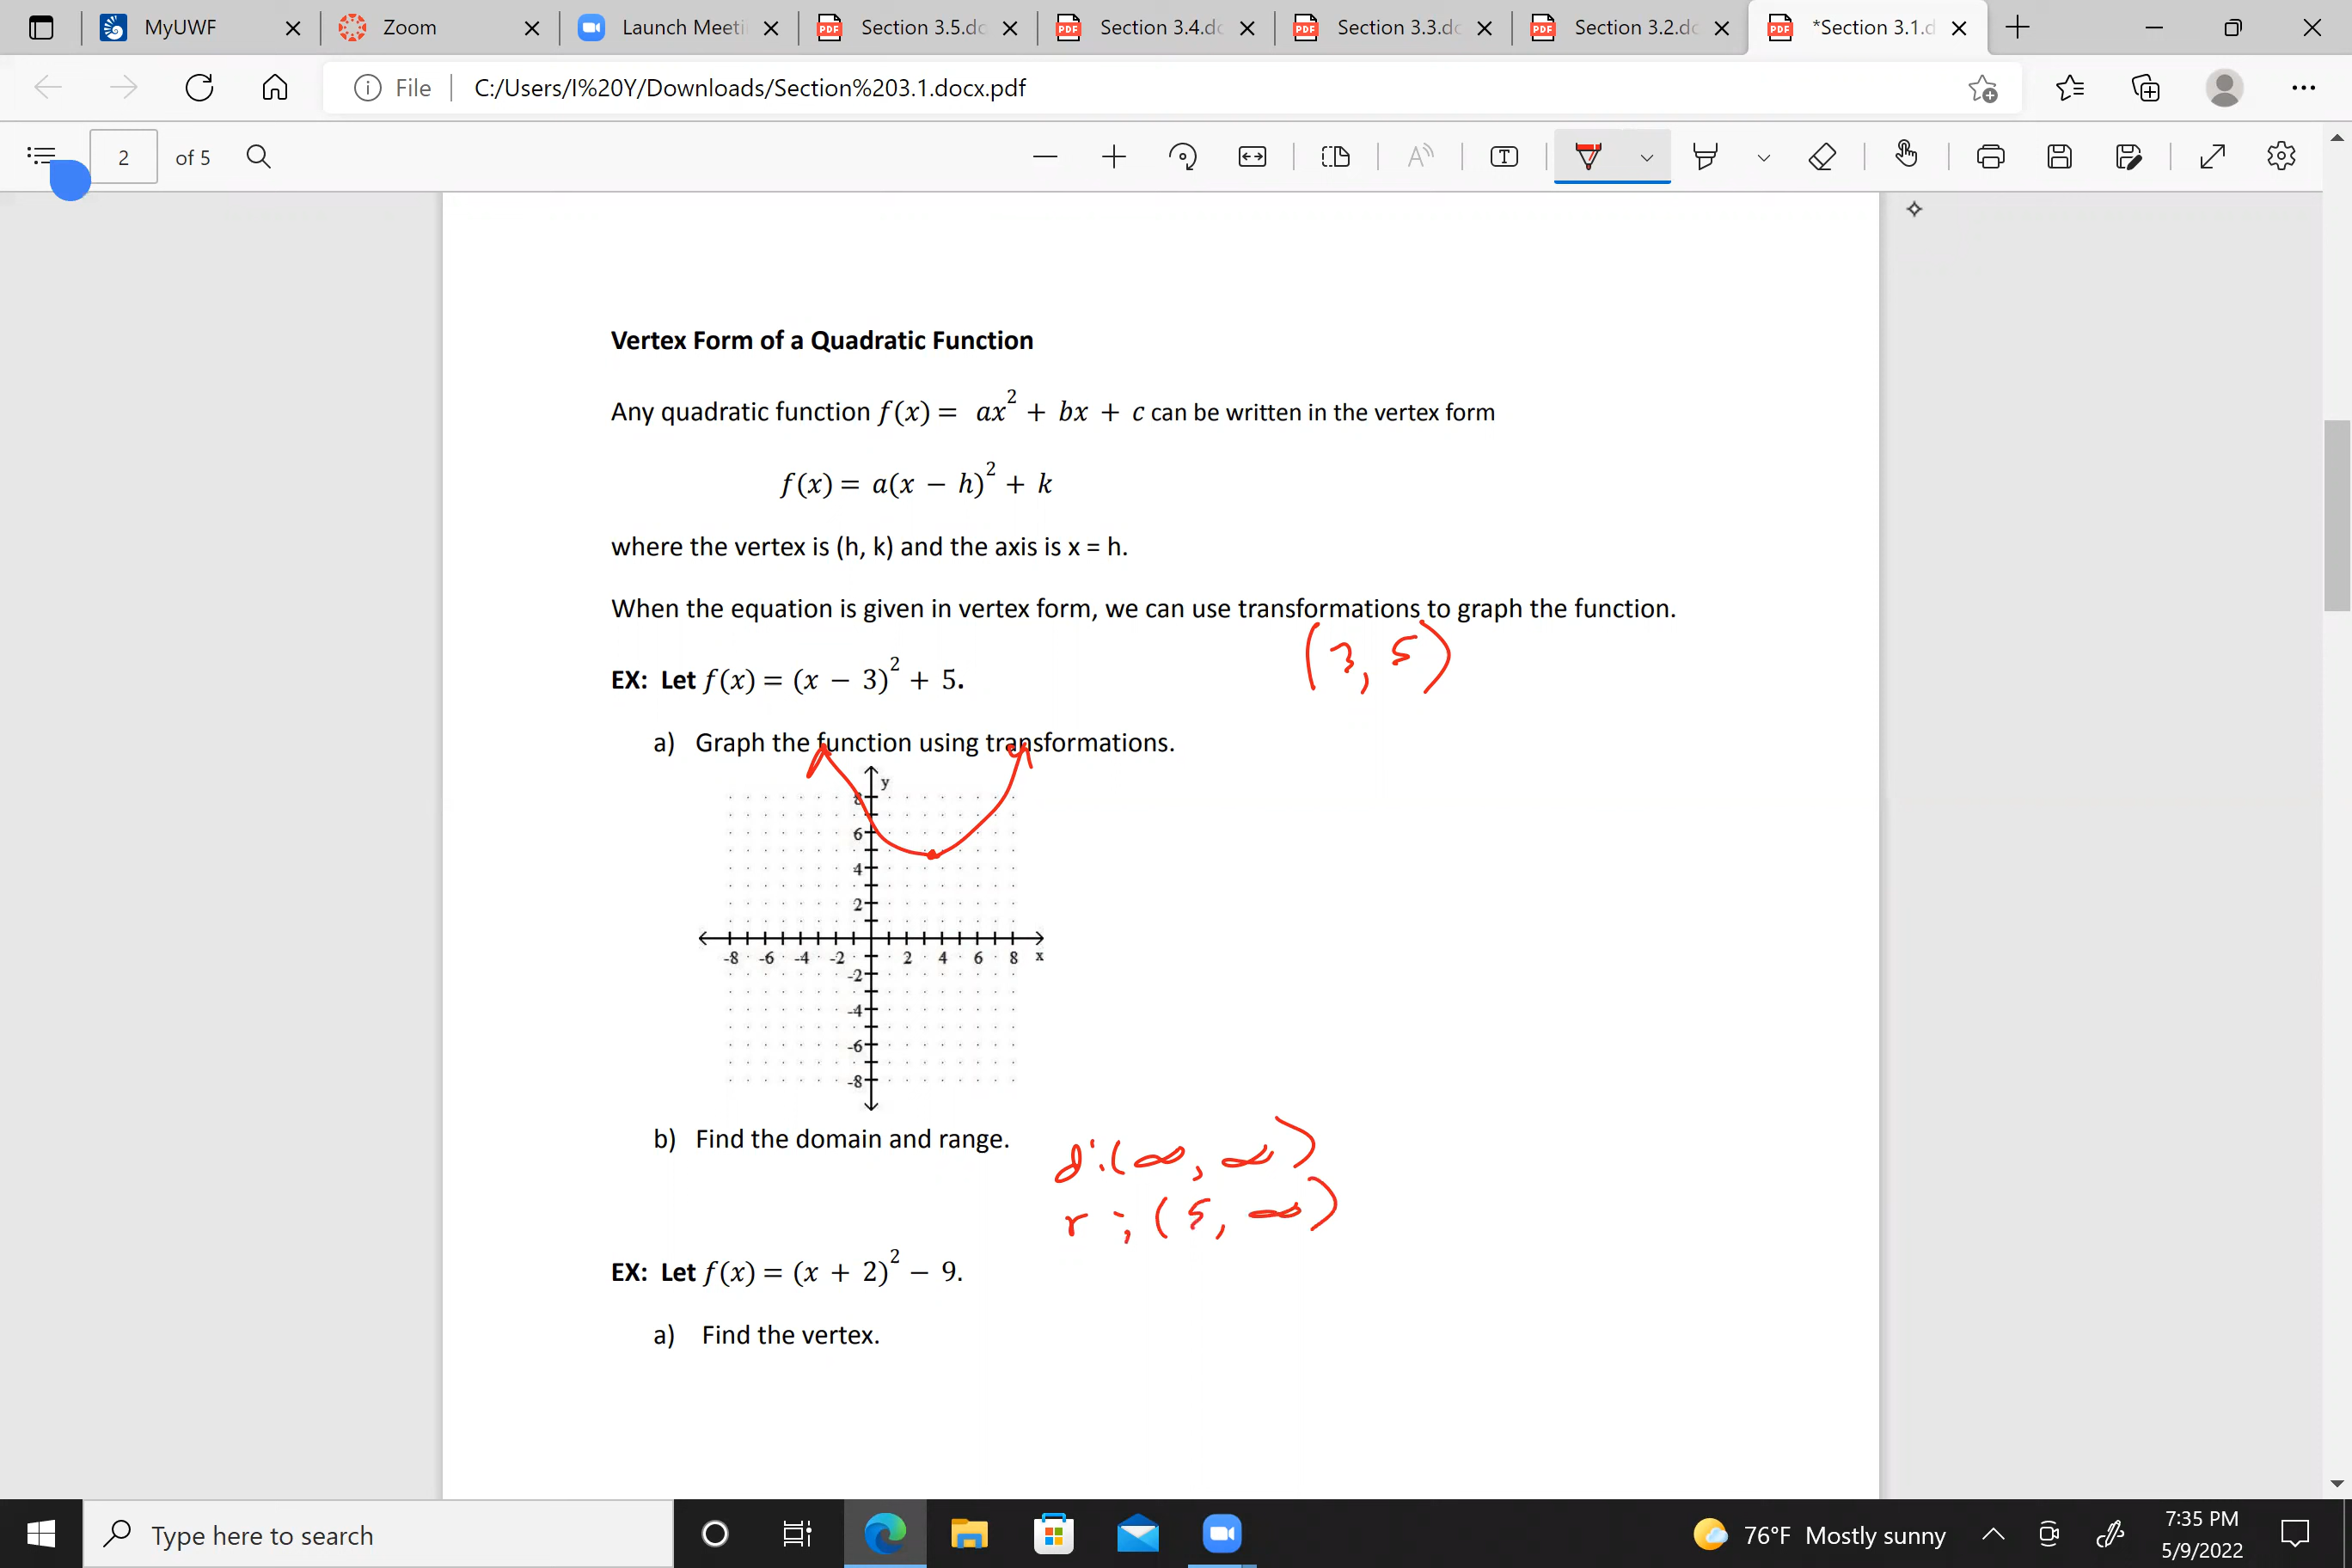 MyUWF Zoom Launch Meeti Section 3.5.dc Section 3.4.dc Section 3.3.dc Section 3.2.dc *Section 3.1.d
File C:/Users/I%20Y/Downloads/Section%203.1.docx.pdf
2 of 5
Vertex Form of a Quadratic Function
Any quadratic function f(x) = ax² + bx + c can be written in the vertex form
f(x) = a(x − h)² + k
where the vertex is (h, k) and the axis is x = h.
When the equation is given in vertex form, we can use transformations to graph the function.
(3, 5)
EX: Let f(x) = (x − 3)² + 5.
a) Graph the function using transformations.
y
8
6
4
2
-8 -6 -4 -2 2 4 6 8 x
-2
-4
-6
-8
b) Find the domain and range.
d:(∞, ∞)
r:(5, ∞)
EX: Let f(x) = (x + 2)² − 9.
a) Find the vertex.
Type here to search 76°F Mostly sunny 7:35 PM
5/9/2022